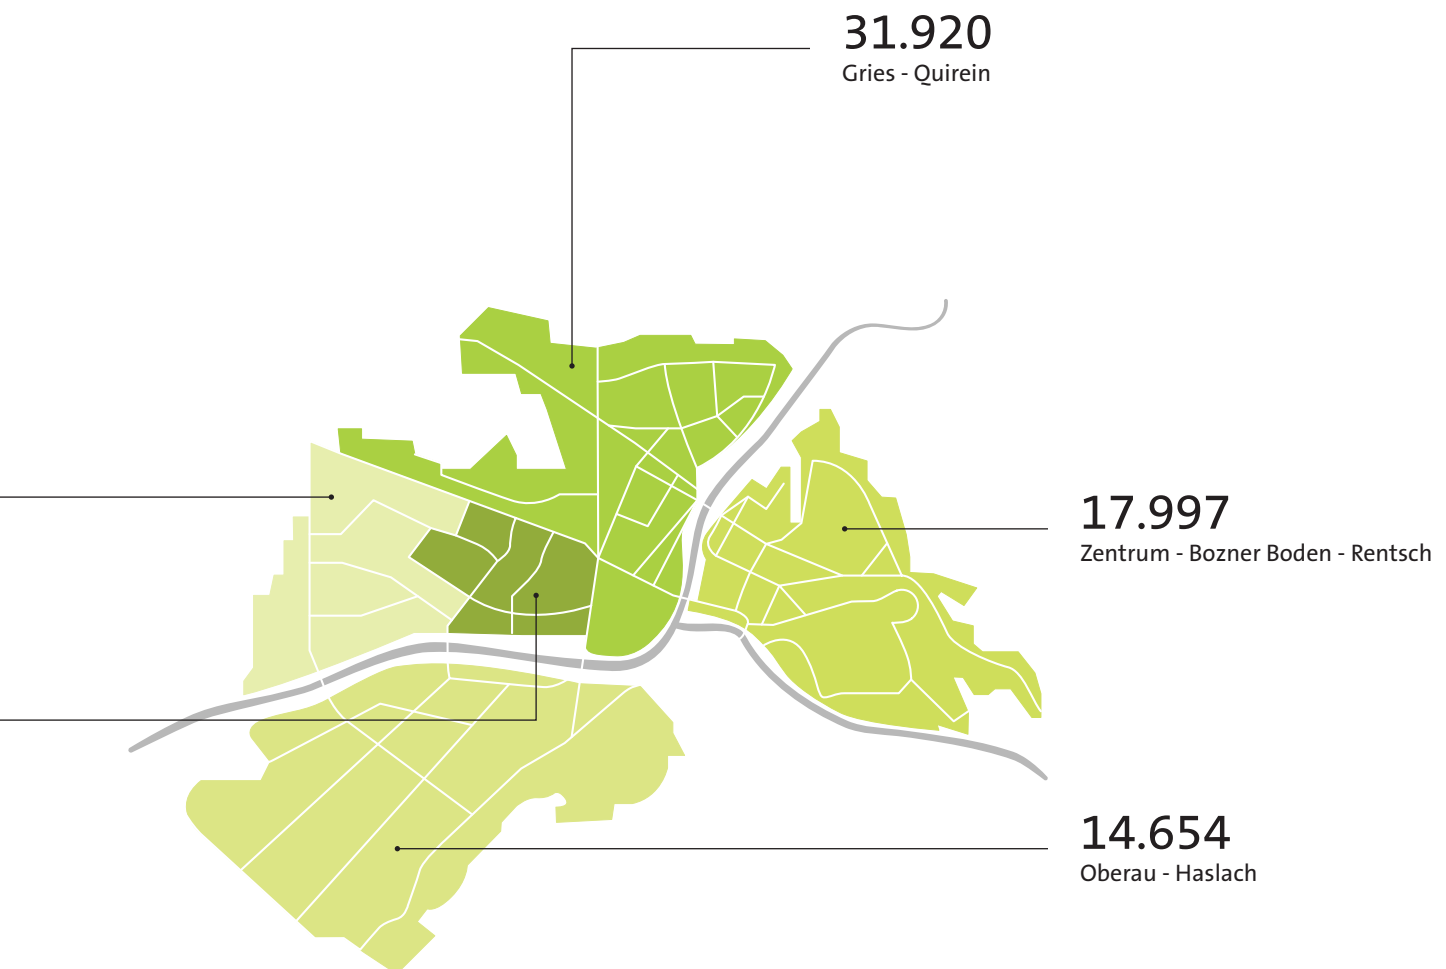 31.920
Gries - Quirein
17.997
Zentrum - Bozner Boden - Rentsch
14.654
Oberau - Haslach